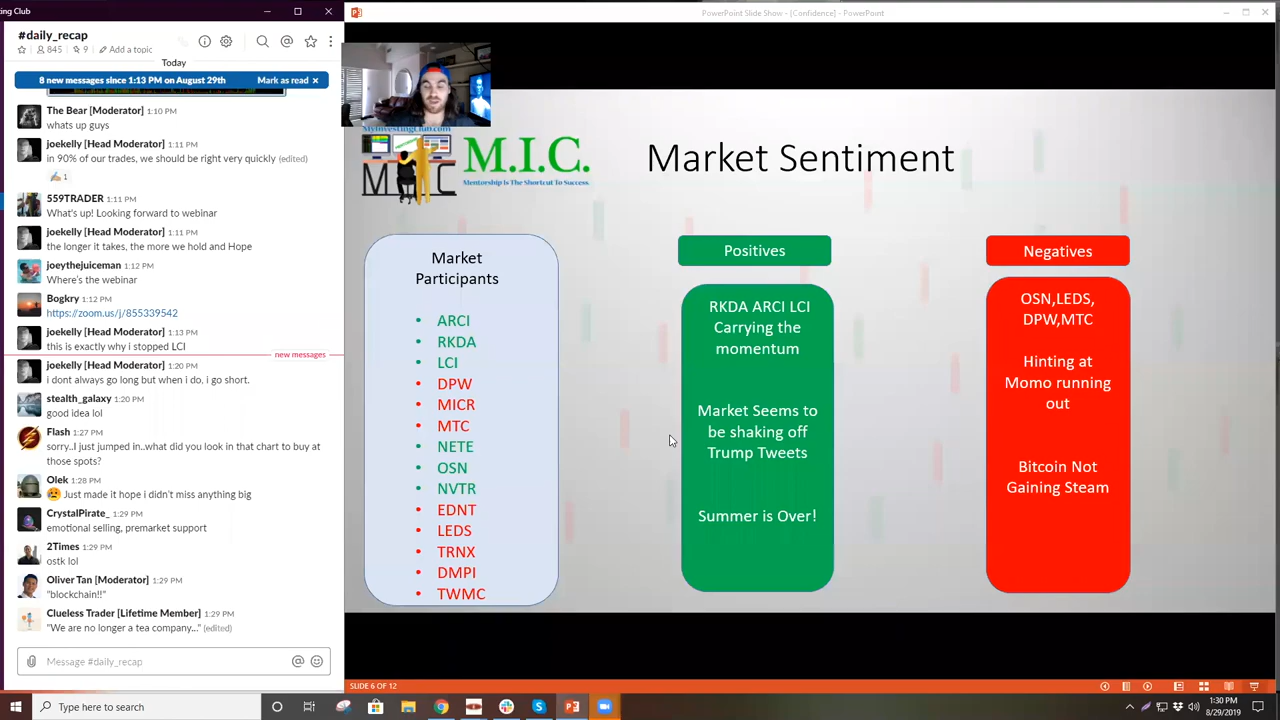 ting Club
#daily_recap
845
9
Add a topic
Today
8 new messages since 1:13 PM on August 29th
Mark as read
The Bear [Moderator] 1:10 PM
whats up guys
joekelly [Head Moderator] 1:11 PM
in 90% of our trades, we should be right very quickly (edited)
1
559TRADER 1:11 PM
What's up! Looking forward to webinar
joekelly [Head Moderator] 1:11 PM
the longer it takes, the more we hold and Hope
joeythejuiceman 1:12 PM
Where's the webinar
Bogkry 1:12 PM
https://zoom.us/j/855339542
joekelly [Head Moderator] 1:13 PM
this is exactly why i stopped LCI
new messages
joekelly [Head Moderator] 1:20 PM
i dont always go long but when i do, i go short.
stealth_galaxy 1:20 PM
good idea lol
Flash 1:27 PM
sorry..I just jumped in..what did you look in that chart to buy at
those spots?
Olek 1:28 PM
Just made it hope i didn't miss anything big
CrystalPirate_ 1:29 PM
emotional selling, premarket support
2Times 1:29 PM
ostk lol
Oliver Tan [Moderator] 1:29 PM
"blockchain!!"
Clueless Trader [Lifetime Member] 1:29 PM
"We are no longer a tea company..." (edited)
Message #daily_recap
PowerPoint Slide Show - [Confidence] - PowerPoint
MyInvestingClub.com
MIC
M.I.C.
Mentorship Is The Shortcut To Success.
Market Sentiment
Market
Participants
• ARCI
• RKDA
• LCI
• DPW
• MICR
• MTC
• NETE
• OSN
• NVTR
• EDNT
• LEDS
• TRNX
• DMPI
• TWMC
Positives
RKDA ARCI LCI
Carrying the
momentum
Market Seems to
be shaking off
Trump Tweets
Summer is Over!
Negatives
OSN,LEDS,
DPW,MTC
Hinting at
Momo running
out
Bitcoin Not
Gaining Steam
SLIDE 6 OF 12
Type here to search
1:30 PM
8/29/2019